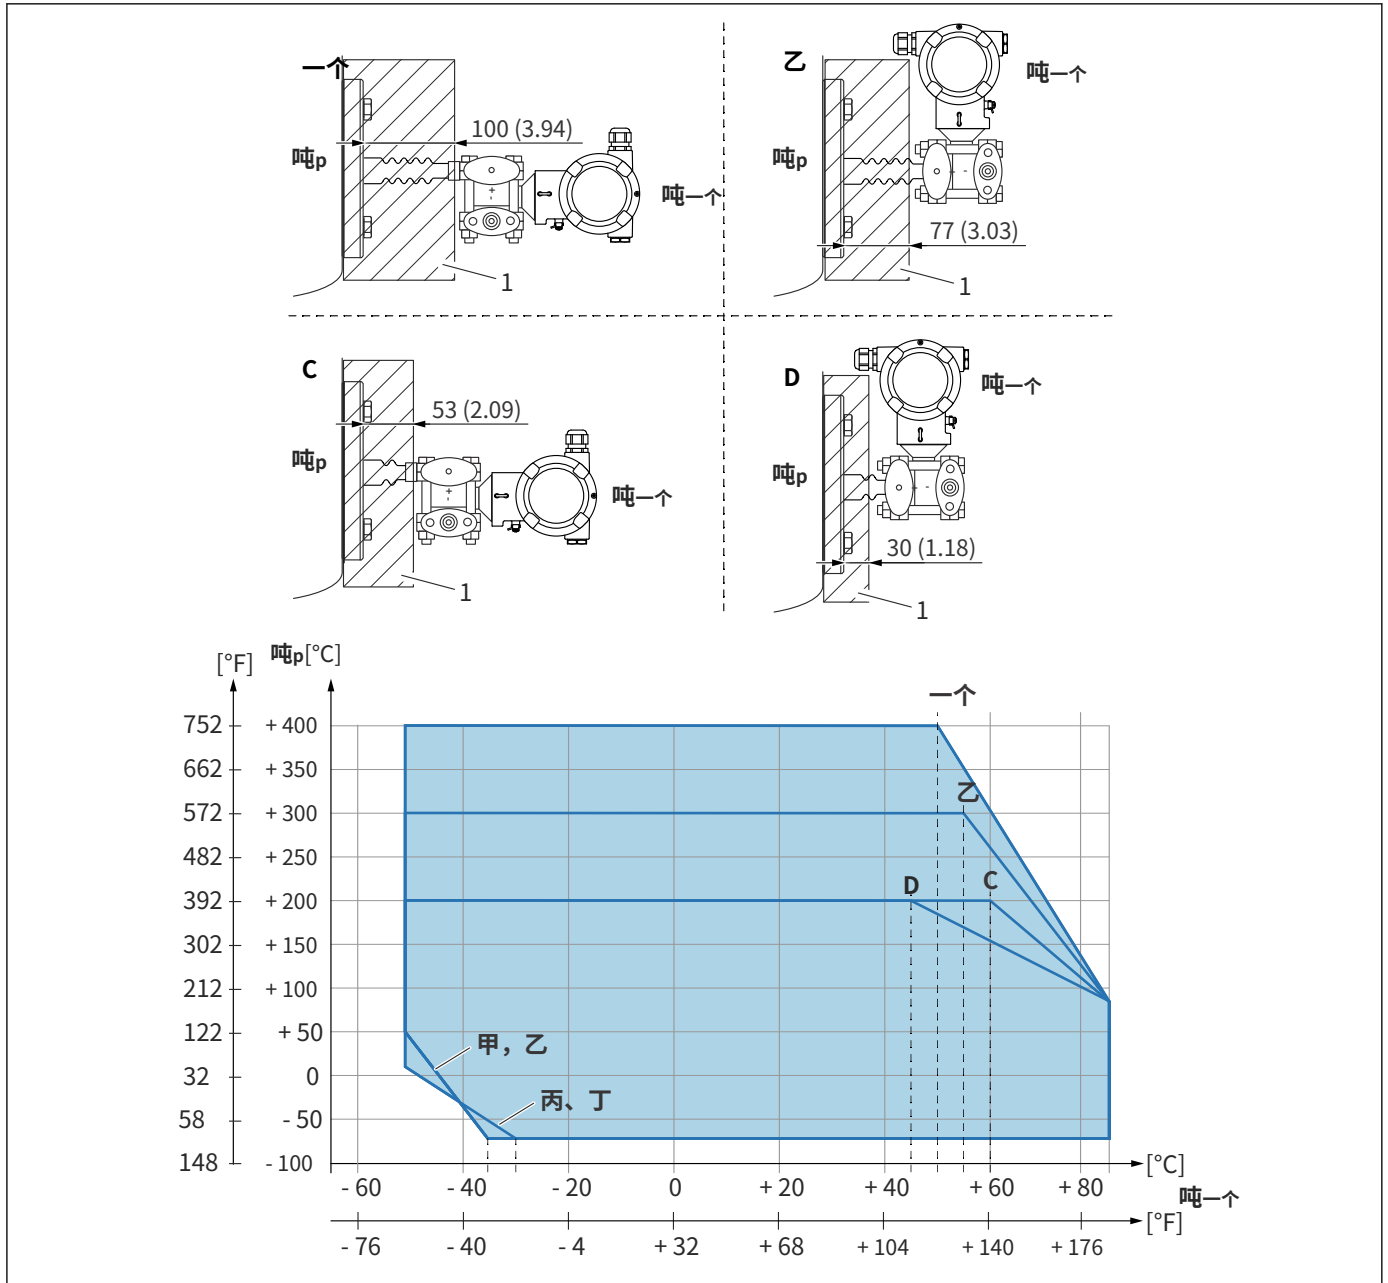 一个
吨p
100 (3.94)
吨一个
1
乙
吨一个
吨p
77 (3.03)
1
C
53 (2.09)
吨p
吨一个
1
D
吨一个
吨p
30 (1.18)
1
[°F] 吨p[°C]
一个
752 + 400
662 + 350
乙
572 + 300
482 + 250
D C
392 + 200
302 + 150
212 + 100
122 + 50
甲，乙
32 0
丙、丁
58 - 50
148 - 100
[°C]
- 60 - 40 - 20 0 + 20 + 40 + 60 + 80
吨一个
[°F]
- 76 - 40 - 4 + 32 + 68 + 104 + 140 + 176